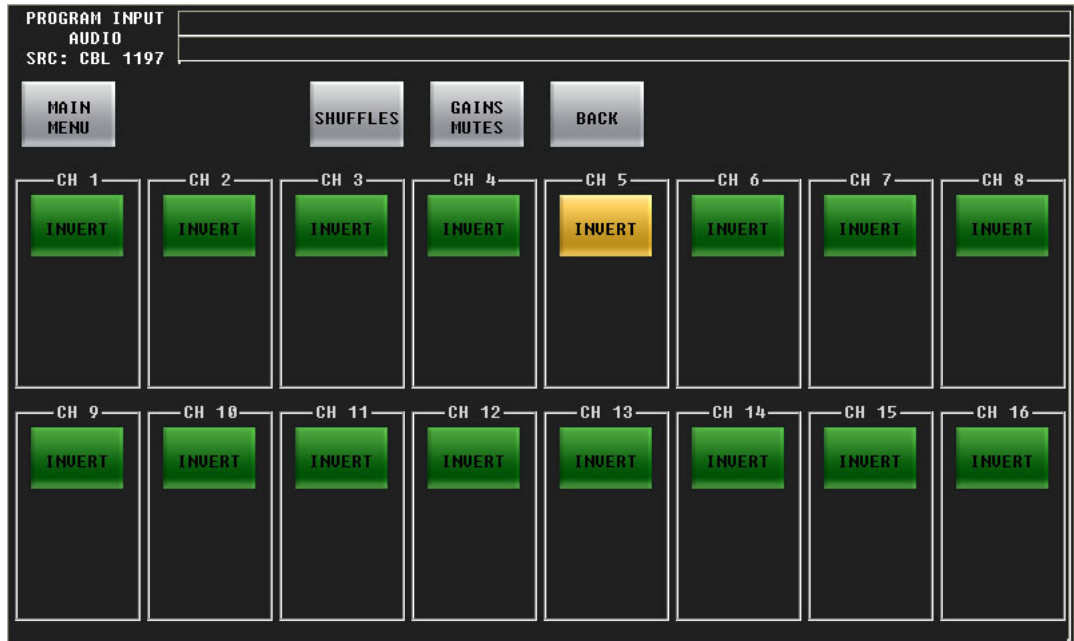 PROGRAM INPUT
AUDIO
SRC: CBL 1197
MAIN
MENU
SHUFFLES
GAINS
MUTES
BACK
CH 1
CH 2
CH 3
CH 4
CH 5
CH 6
CH 7
CH 8
INVERT
INVERT
INVERT
INVERT
INVERT
INVERT
INVERT
INVERT
CH 9
CH 10
CH 11
CH 12
CH 13
CH 14
CH 15
CH 16
INVERT
INVERT
INVERT
INVERT
INVERT
INVERT
INVERT
INVERT